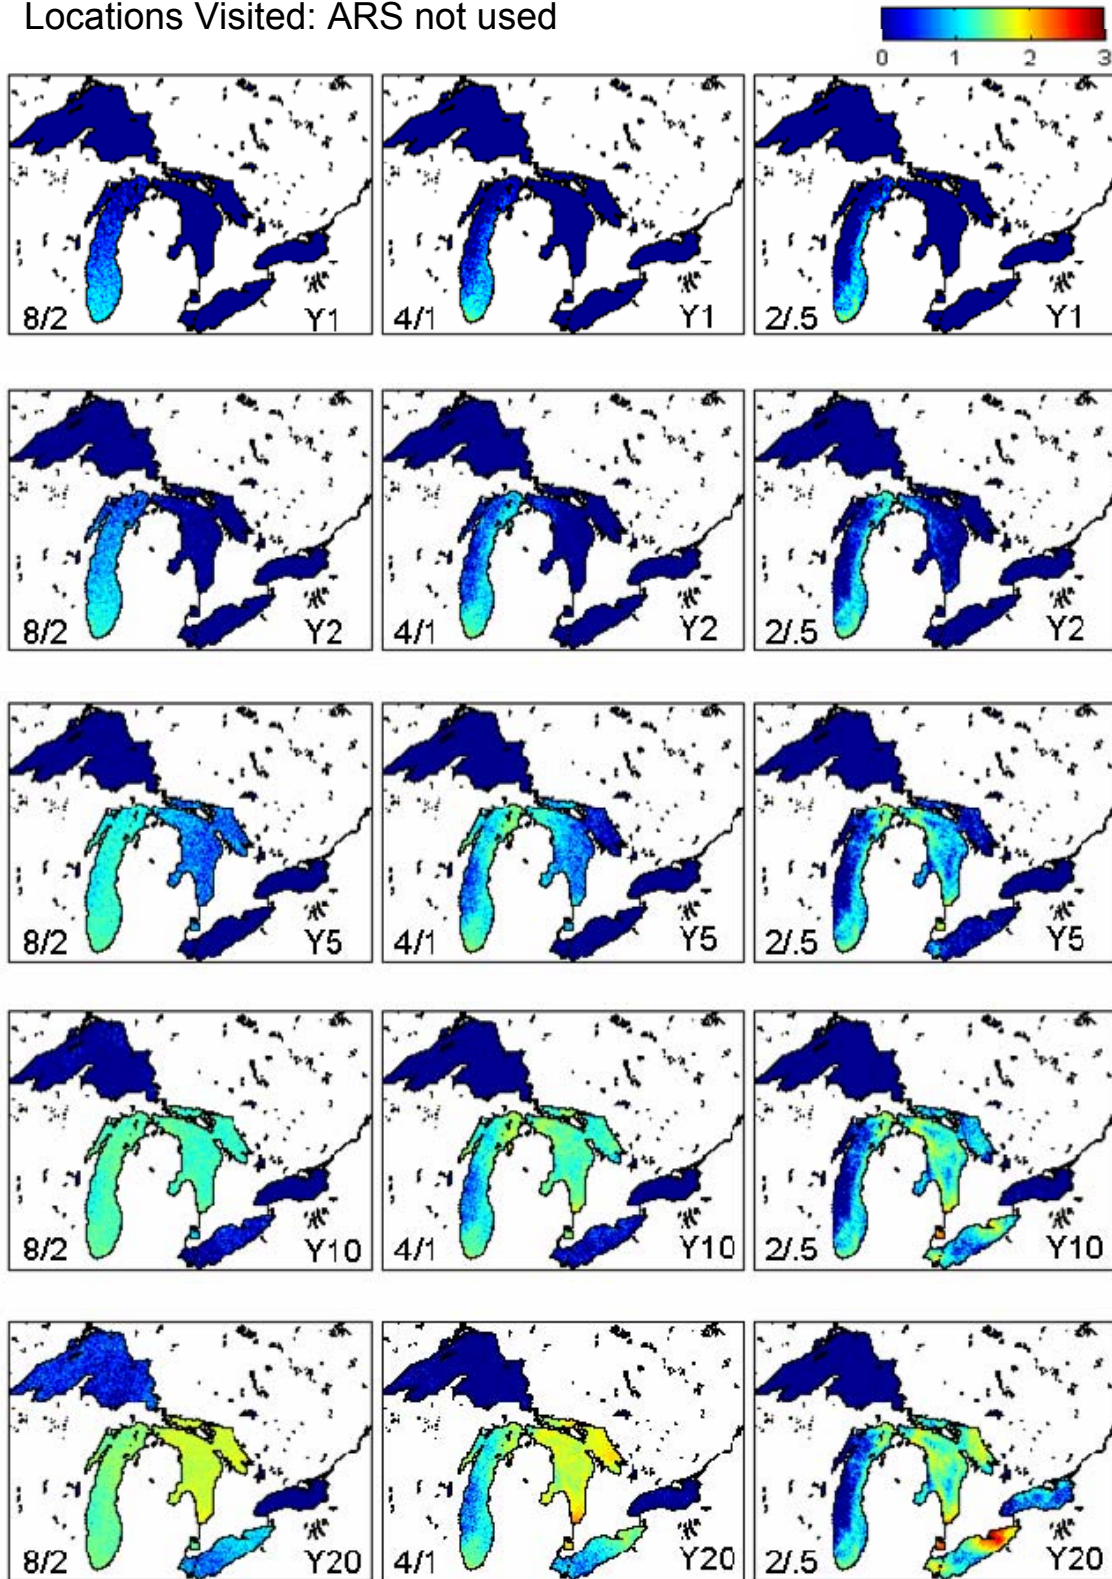 Locations Visited: ARS not used
0 1 2 3
8/2 Y1 4/1 Y1 2/.5 Y1
8/2 Y2 4/1 Y2 2/.5 Y2
8/2 Y5 4/1 Y5 2/.5 Y5
8/2 Y10 4/1 Y10 2/.5 Y10
8/2 Y20 4/1 Y20 2/.5 Y20